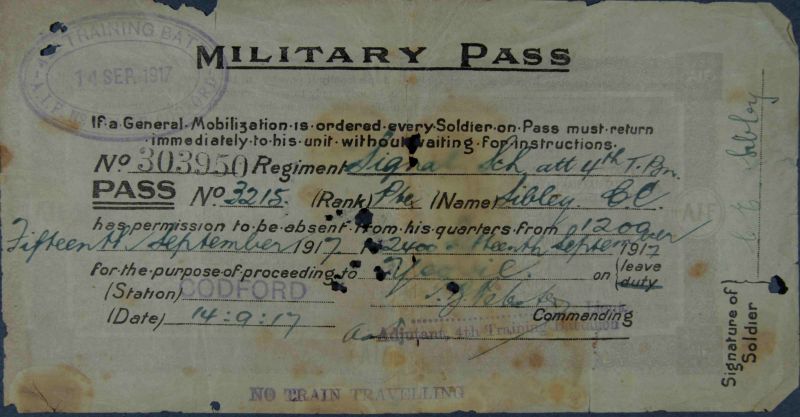 TRAINING BAT
14 SEP. 1917
A.I.F.
MILITARY PASS
If a General Mobilization is ordered every Soldier on Pass must return
immediately to his unit without waiting for instructions.
No 303950 Regiment Signal Sch att 4th T. Bn.
PASS No 3215. (Rank) Pte (Name) Sibley. C.E.
has permission to be absent from his quarters from 1200
Fifteenth September 1917 to 2400 Septe 1917
for the purpose of proceeding to Yeovil. on leave
duty
(Station) CODFORD
(Date) 14:9:17 Commanding
Adjutant, 4th Training Battalion
NO TRAIN TRAVELLING
Signature of
Soldier
C E Sibley
AIF